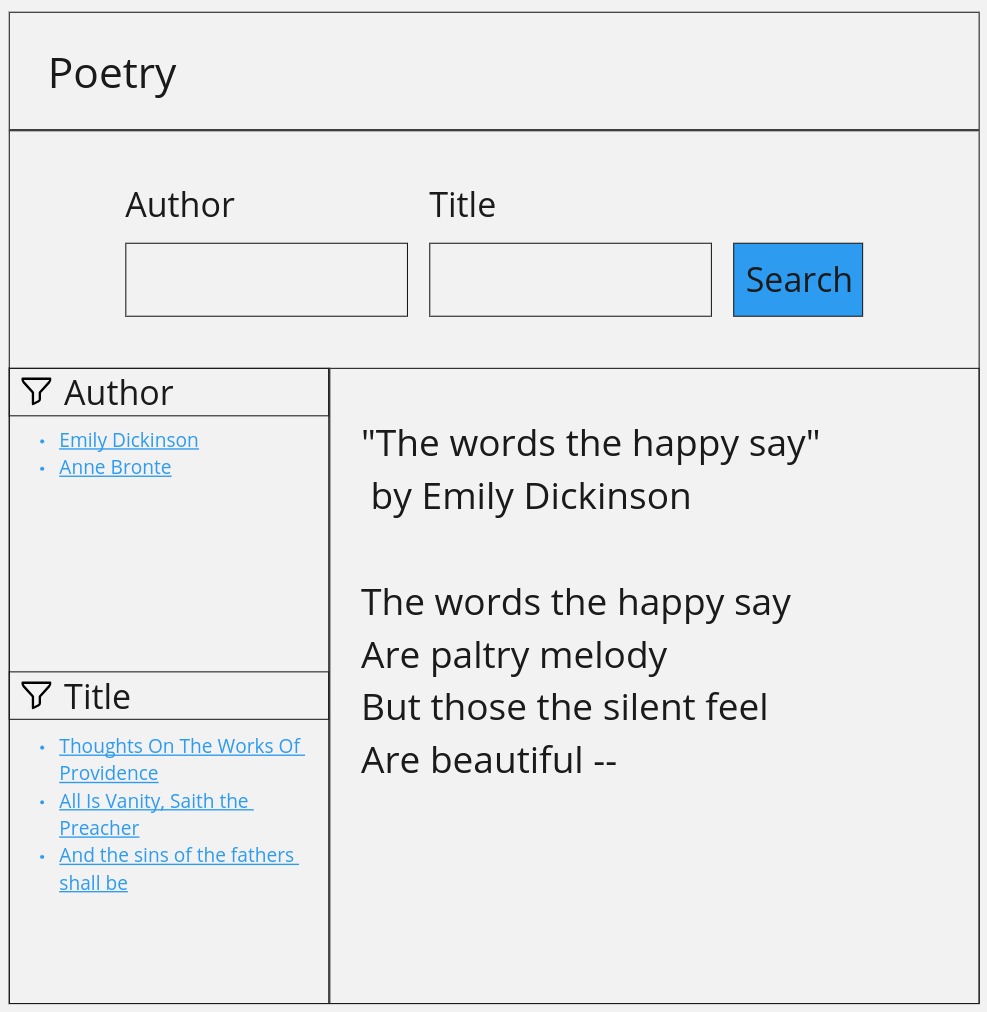 Poetry
Author Title
Search
Author
• Emily Dickinson
• Anne Bronte
Title
• Thoughts On The Works Of
Providence
• All Is Vanity, Saith the
Preacher
• And the sins of the fathers
shall be
"The words the happy say"
by Emily Dickinson
The words the happy say
Are paltry melody
But those the silent feel
Are beautiful --